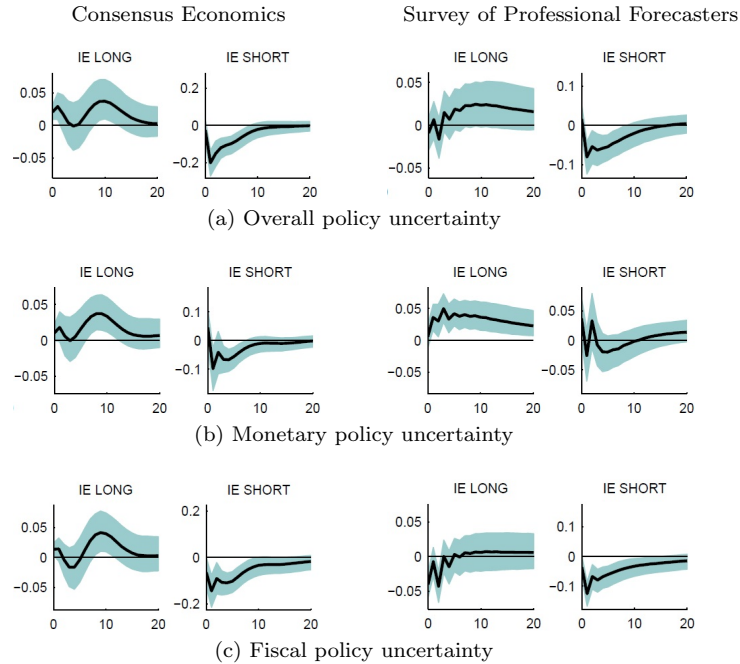 Consensus Economics
Survey of Professional Forecasters
IE LONG
IE SHORT
IE LONG
IE SHORT
0.05
0
−0.05
0 10 20
0.2
0
−0.2
0 10 20
0.05
0
−0.05
0 10 20
0.1
0
−0.1
0 10 20
(a) Overall policy uncertainty
IE LONG
IE SHORT
IE LONG
IE SHORT
0.05
0
−0.05
0 10 20
0.1
0
−0.1
0 10 20
0.05
0
−0.05
0 10 20
0.05
0
−0.05
0 10 20
(b) Monetary policy uncertainty
IE LONG
IE SHORT
IE LONG
IE SHORT
0.05
0
−0.05
0 10 20
0.2
0
−0.2
0 10 20
0.05
0
−0.05
0 10 20
0.1
0
−0.1
0 10 20
(c) Fiscal policy uncertainty